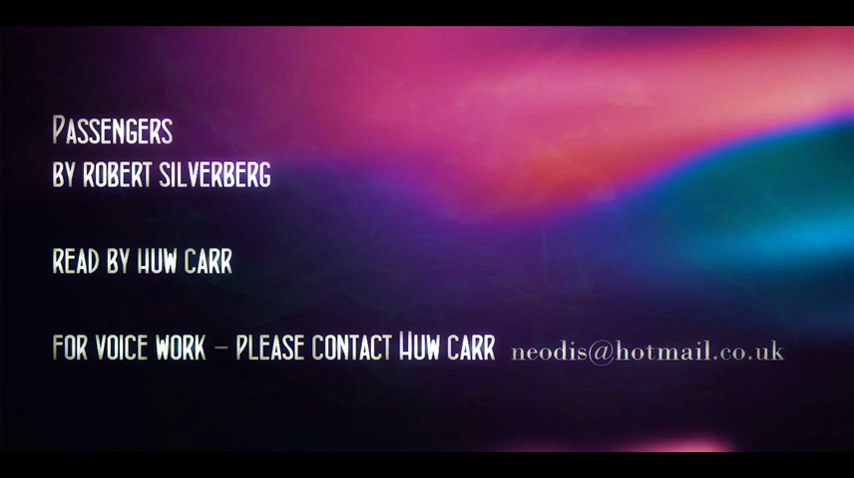 Passengers
by Robert Silverberg
Read by Huw Carr
For voice work – please contact Huw Carr neodis@hotmail.co.uk